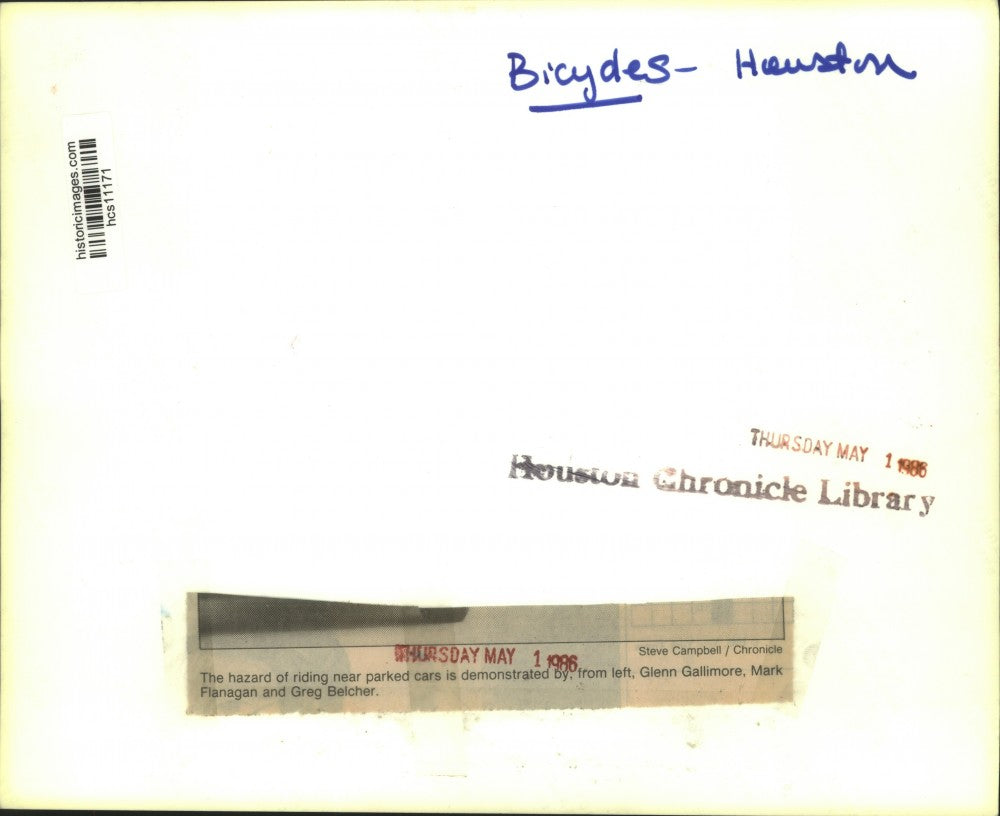 Bicycles- Houston
historicimages.com
hcs11171
THURSDAY MAY 1 1986
Houston Chronicle Library
Steve Campbell / Chronicle
THURSDAY MAY 1 1986
The hazard of riding near parked cars is demonstrated by, from left, Glenn Gallimore, Mark
Flanagan and Greg Belcher.